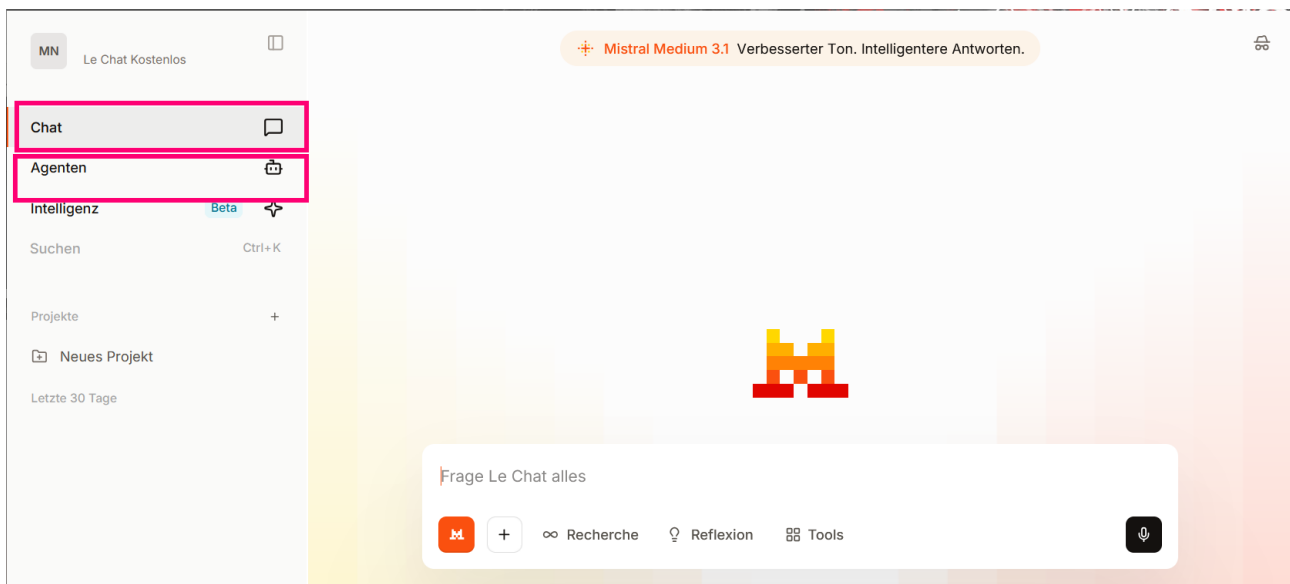 MN
Le Chat Kostenlos
Mistral Medium 3.1 Verbesserter Ton. Intelligentere Antworten.
Chat
Agenten
Intelligenz Beta
Suchen Ctrl+K
Projekte +
Neues Projekt
Letzte 30 Tage
Frage Le Chat alles
Recherche Reflexion Tools